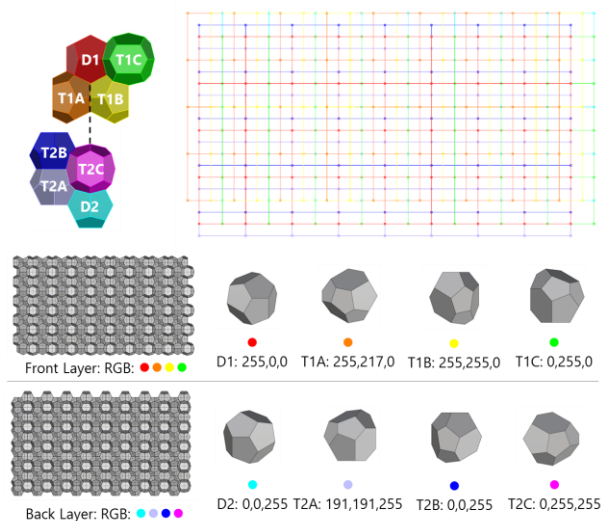 D1
T1C
T1A
T1B
T2B
T2C
T2A
D2
D1: 255,0,0
T1A: 255,217,0
T1B: 255,255,0
T1C: 0,255,0
Front Layer: RGB:
D2: 0,0,255
T2A: 191,191,255
T2B: 0,0,255
T2C: 0,255,255
Back Layer: RGB: